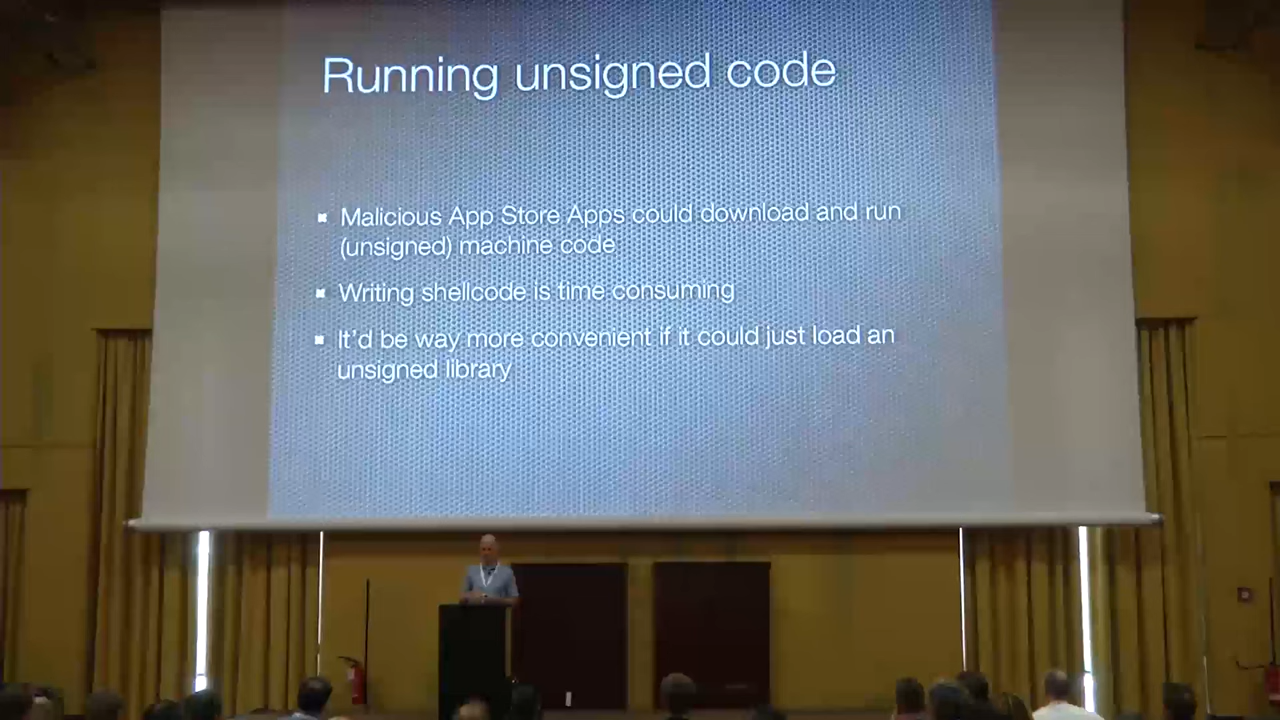 Running unsigned code
Malicious App Store Apps could download and run
(unsigned) machine code
Writing shellcode is time consuming
It'd be way more convenient if it could just load an
unsigned library